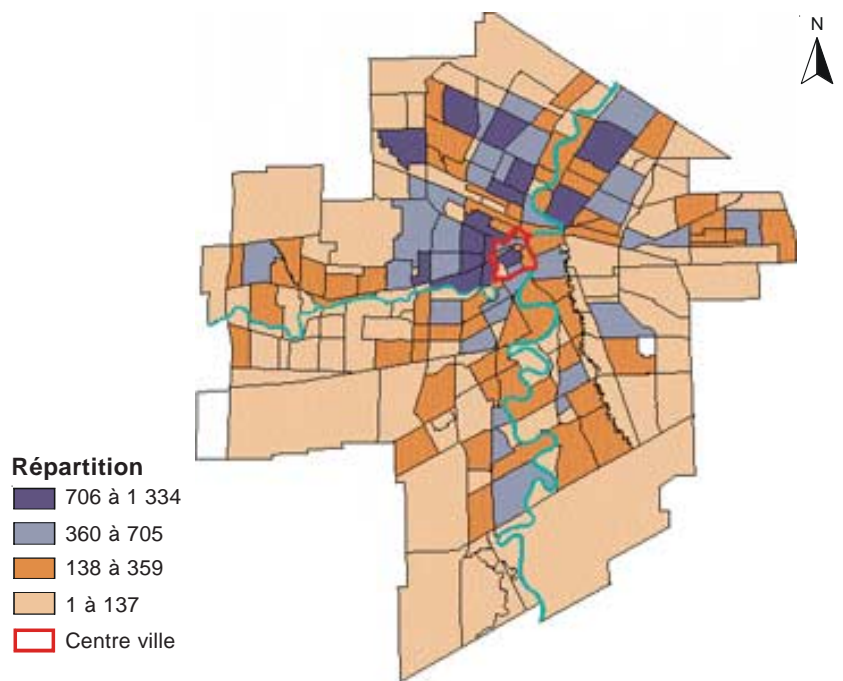 N
Répartition
706 à 1 334
360 à 705
138 à 359
1 à 137
Centre ville